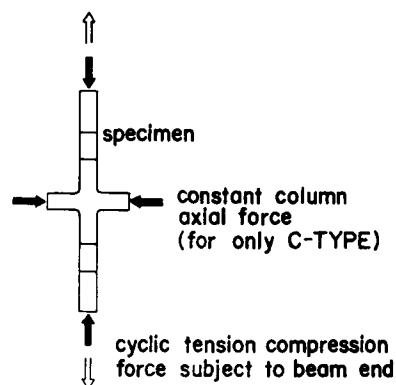 specimen
constant column
axial force
(for only C-TYPE)
cyclic tension compression
force subject to beam end